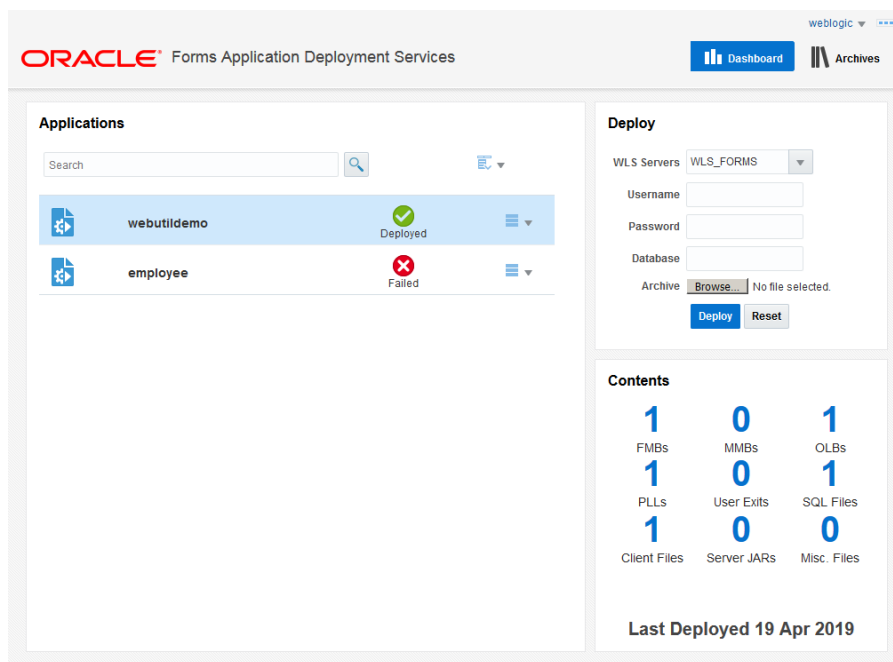 weblogic
ORACLE® Forms Application Deployment Services
Dashboard
Archives
Applications
Search
webutildemo
Deployed
employee
Failed
Deploy
WLS Servers WLS_FORMS
Username
Password
Database
Archive Browse... No file selected.
Deploy Reset
Contents
1 0 1
FMBs MMBs OLBs
1 0 1
PLLs User Exits SQL Files
1 0 0
Client Files Server JARs Misc. Files
Last Deployed 19 Apr 2019